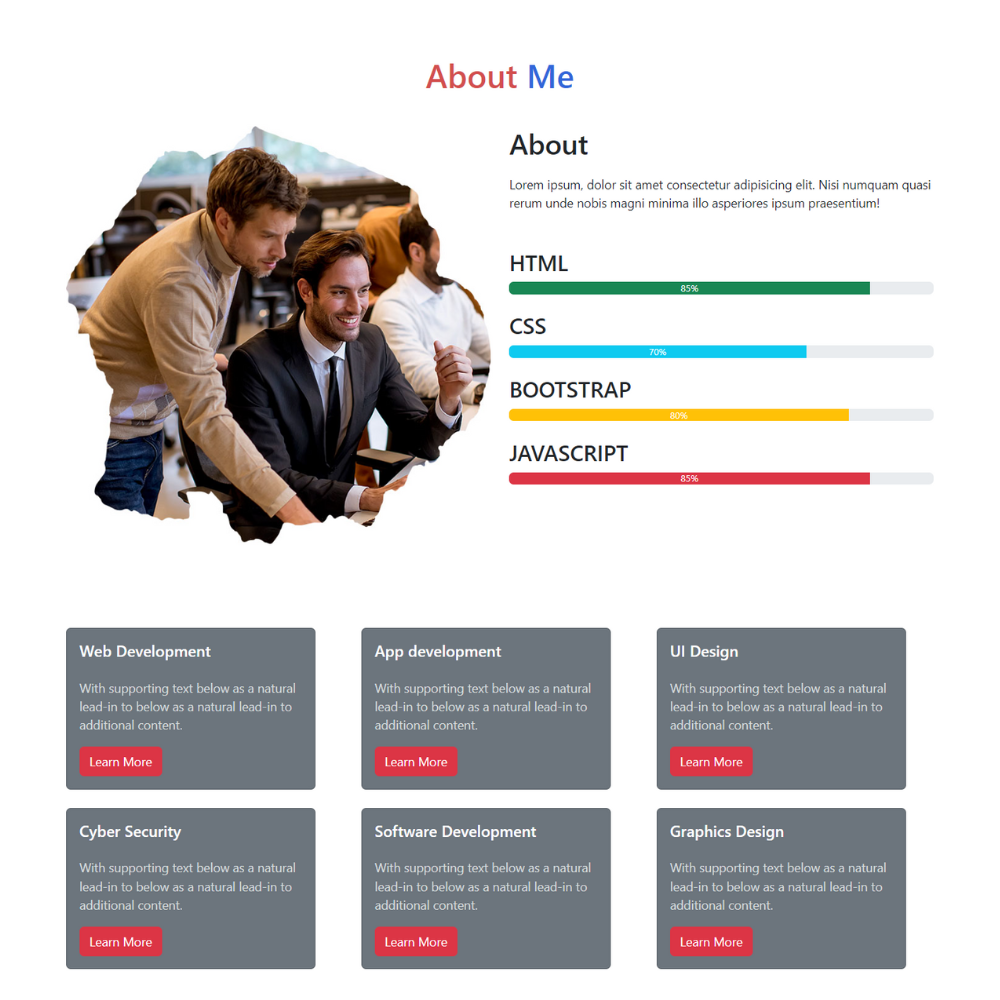 About Me
About
Lorem ipsum, dolor sit amet consectetur adipisicing elit. Nisi numquam quasi
rerum unde nobis magni minima illo asperiores ipsum praesentium!
HTML
85%
CSS
70%
BOOTSTRAP
80%
JAVASCRIPT
85%
Web Development
With supporting text below as a natural
lead-in to below as a natural lead-in to
additional content.
Learn More
App development
With supporting text below as a natural
lead-in to below as a natural lead-in to
additional content.
Learn More
UI Design
With supporting text below as a natural
lead-in to below as a natural lead-in to
additional content.
Learn More
Cyber Security
With supporting text below as a natural
lead-in to below as a natural lead-in to
additional content.
Learn More
Software Development
With supporting text below as a natural
lead-in to below as a natural lead-in to
additional content.
Learn More
Graphics Design
With supporting text below as a natural
lead-in to below as a natural lead-in to
additional content.
Learn More